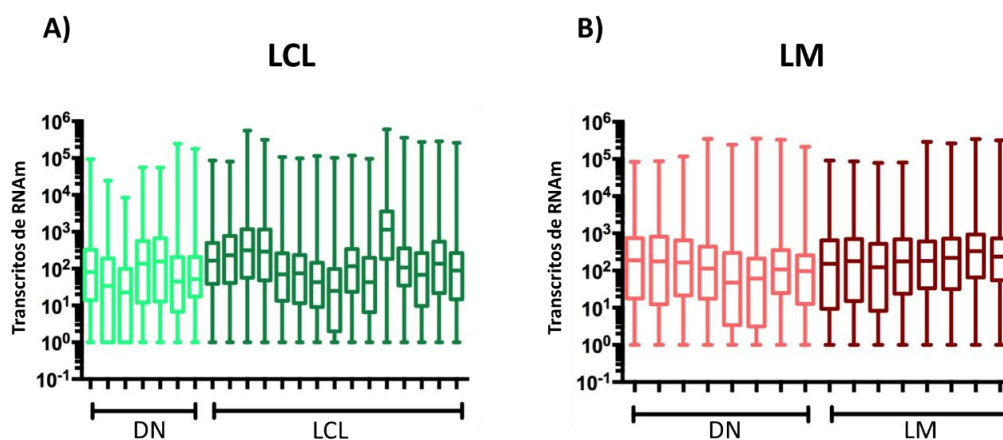 A)
LCL
Transcritos de RNAm
10⁶
10⁵
10⁴
10³
10²
10¹
10⁰
10⁻¹
DN
LCL
B)
LM
Transcritos de RNAm
10⁶
10⁵
10⁴
10³
10²
10¹
10⁰
10⁻¹
DN
LM